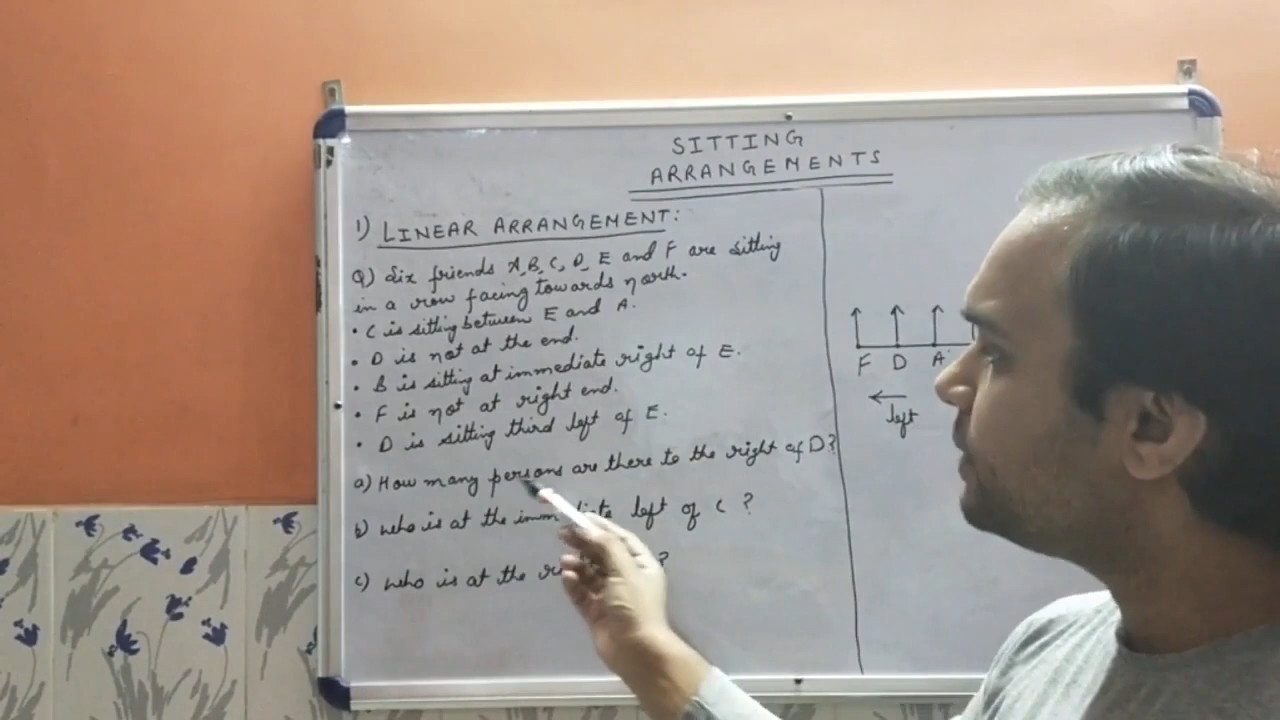 SITTING
ARRANGEMENTS
1) LINEAR ARRANGEMENT:
Q) Six friends A, B, C, D, E and F are sitting
in a row facing towards north.
• C is sitting between E and A.
• D is not at the end.
• B is sitting at immediate right of E.
• F is not at right end.
• D is sitting third left of E.
a) How many persons are there to the right of D?
b) who is at the left of C ?
c) who is at the ?
F D A
← left